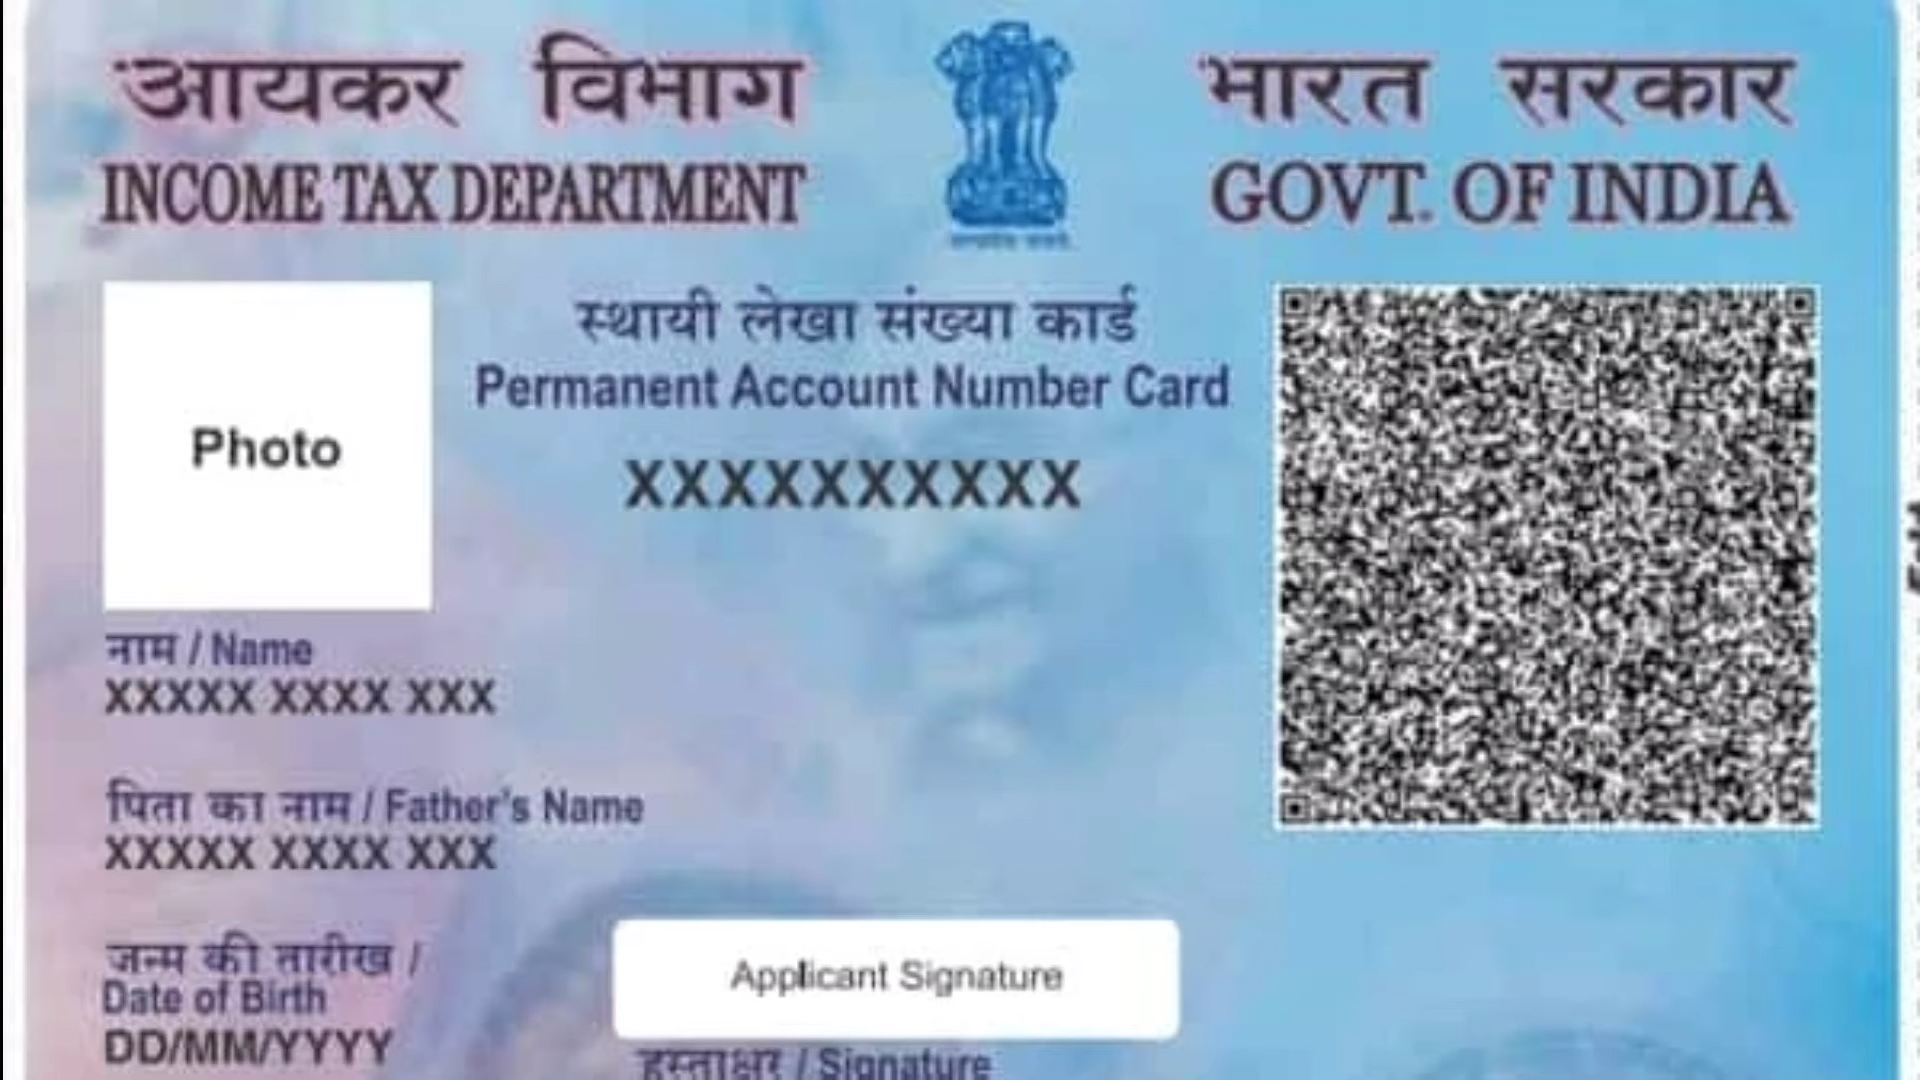 आयकर विभाग
INCOME TAX DEPARTMENT
भारत सरकार
GOVT. OF INDIA
स्थायी लेखा संख्या कार्ड
Permanent Account Number Card
XXXXXXXXXX
Photo
नाम / Name
XXXXX XXXX XXX
पिता का नाम / Father's Name
XXXXX XXXX XXX
जन्म की तारीख /
Date of Birth
DD/MM/YYYY
Applicant Signature
हस्ताक्षर / Signature